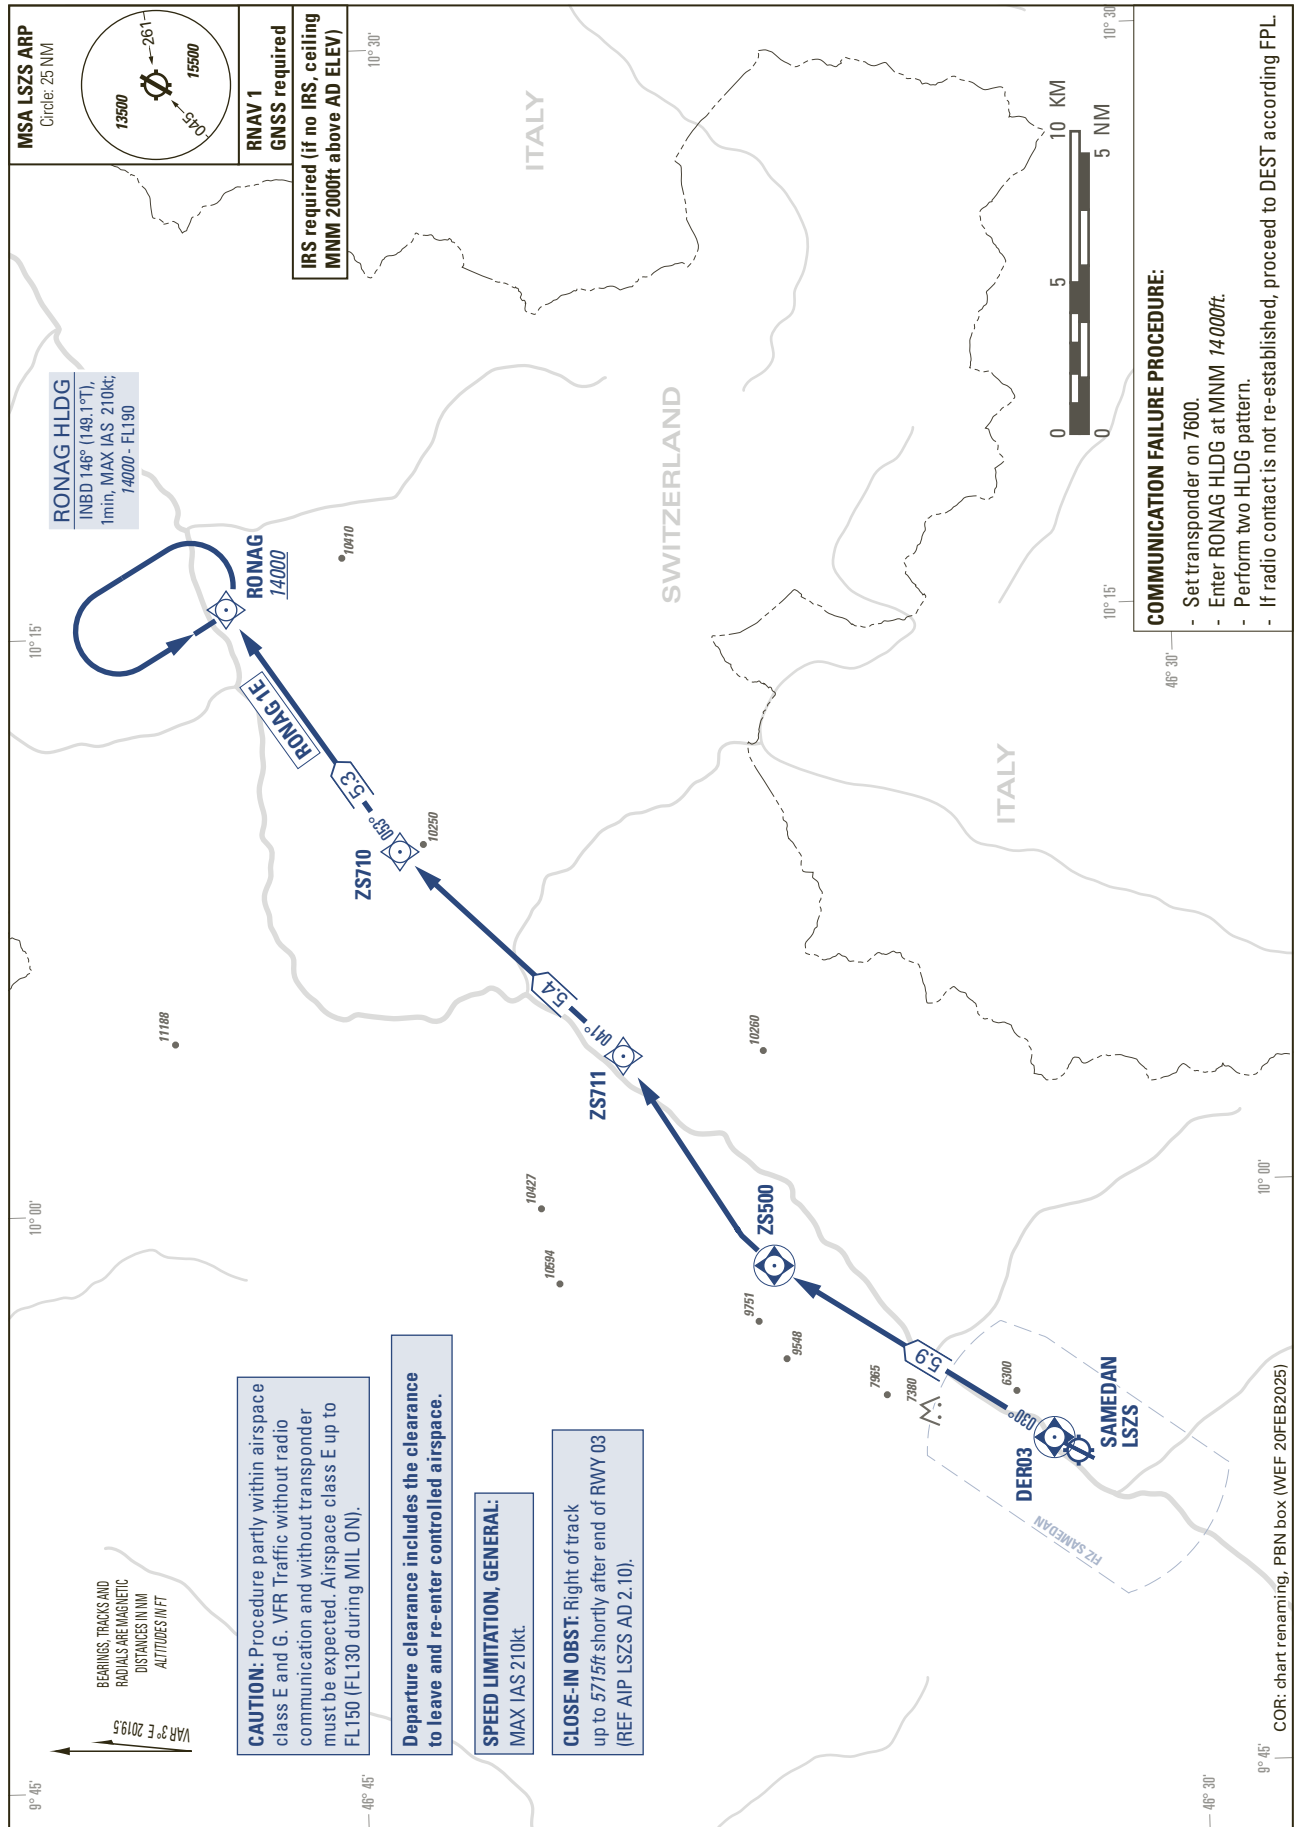 9° 45'
10° 00'
10° 15'
MSA LSZS ARP
Circle: 25 NM
13500
261
045
15500
RNAV 1
GNSS required
IRS required (if no IRS, ceiling
MNM 2000ft above AD ELEV)
10° 30'
VAR 3° E 2019.5
BEARINGS, TRACKS AND
RADIALS ARE MAGNETIC
DISTANCES IN NM
ALTITUDES IN FT
RONAG HLDG
INBD 146° (149.1°T),
1min, MAX IAS 210kt;
14000 - FL190
11188
RONAG
14000
RONAG 1E
10410
5.3
053°
ZS710
10250
CAUTION: Procedure partly within airspace
class E and G. VFR Traffic without radio
communication and without transponder
must be expected. Airspace class E up to
FL150 (FL130 during MIL ON).
46° 45'
Departure clearance includes the clearance
to leave and re-enter controlled airspace.
SPEED LIMITATION, GENERAL:
MAX IAS 210kt.
CLOSE-IN OBST: Right of track
up to 5715ft shortly after end of RWY 03
(REF AIP LSZS AD 2.10).
10427
10594
5.4
041°
ZS711
ITALY
SWITZERLAND
9751
9548
ZS500
10260
7965
7380
5.9
6300
030°
DER03
SAMEDAN
LSZS
FIZ SAMEDAN
ITALY
0
5
10 KM
0
5 NM
10° 30'
10° 15'
46° 30'
COMMUNICATION FAILURE PROCEDURE:
- Set transponder on 7600.
- Enter RONAG HLDG at MNM 14000ft.
- Perform two HLDG pattern.
- If radio contact is not re-established, proceed to DEST according FPL.
46° 30'
9° 45'
10° 00'
COR: chart renaming, PBN box (WEF 20FEB2025)